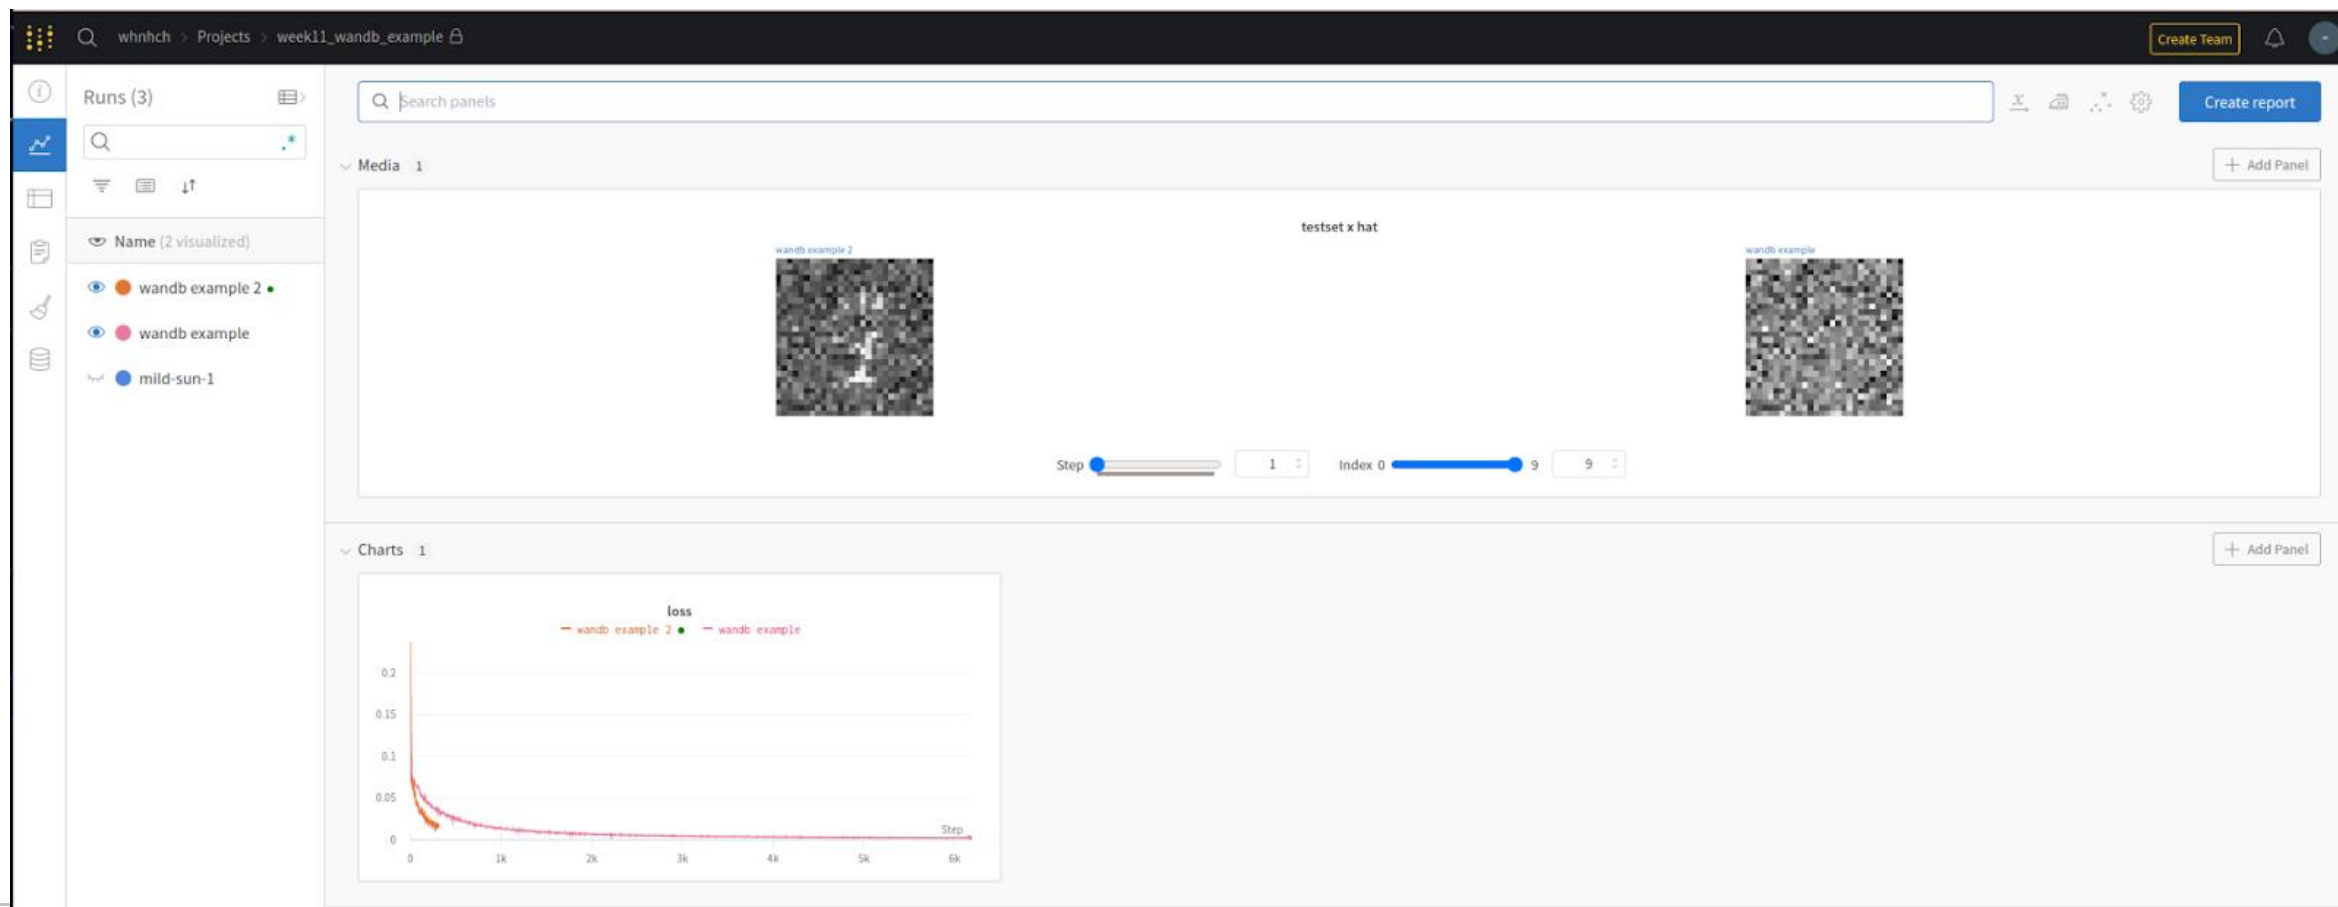 whnhch > Projects > week11_wandb_example
Create Team
Runs (3)
Search panels
Create report
.*
Media 1
+ Add Panel
Name (2 visualized)
testset x hat
wandb example 2
wandb example
wandb example 2
wandb example
mild-sun-1
Step
1
Index 0
9
9
Charts 1
+ Add Panel
loss
wandb example 2
wandb example
0.2
0.15
0.1
0.05
0
Step
0 1k 2k 3k 4k 5k 6k